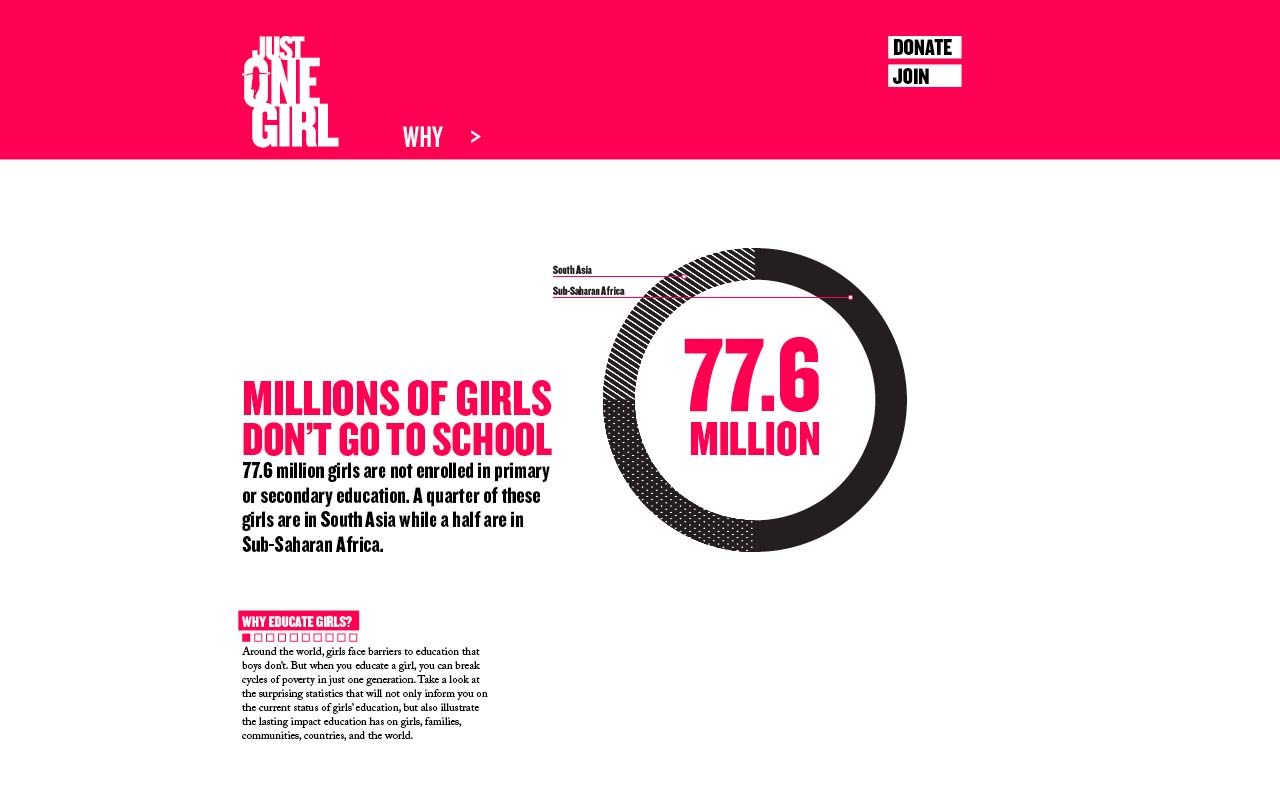 JUST
ONE
GIRL
WHY >
DONATE
JOIN
South Asia
Sub-Saharan Africa
77.6
MILLION
MILLIONS OF GIRLS
DON'T GO TO SCHOOL
77.6 million girls are not enrolled in primary
or secondary education. A quarter of these
girls are in South Asia while a half are in
Sub-Saharan Africa.
WHY EDUCATE GIRLS?
Around the world, girls face barriers to education that
boys don't. But when you educate a girl, you can break
cycles of poverty in just one generation. Take a look at
the surprising statistics that will not only inform you on
the current status of girls' education, but also illustrate
the lasting impact education has on girls, families,
communities, countries, and the world.